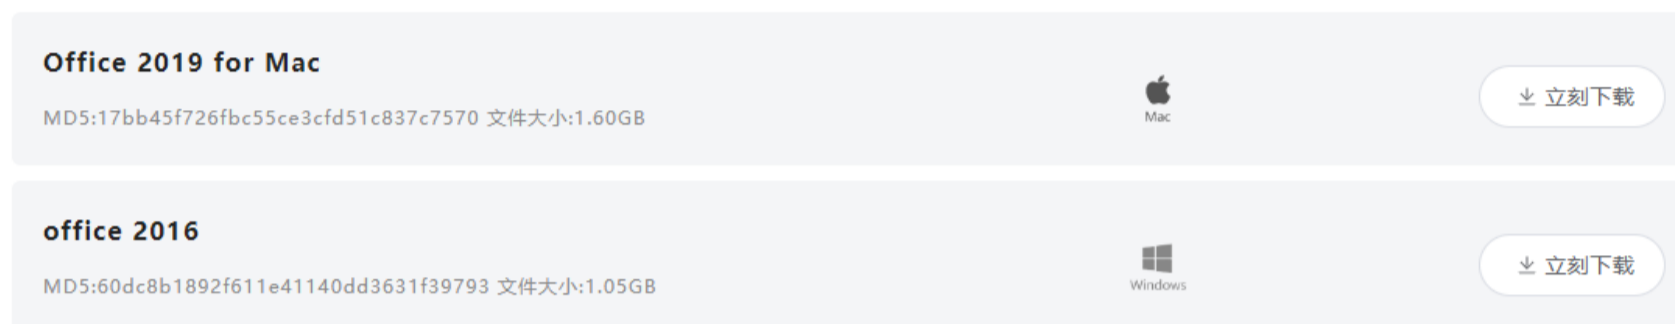 Office 2019 for Mac
MD5:17bb45f726fbc55ce3cfd51c837c7570 文件大小:1.60GB
Mac
立刻下载
office 2016
MD5:60dc8b1892f611e41140dd3631f39793 文件大小:1.05GB
Windows
立刻下载